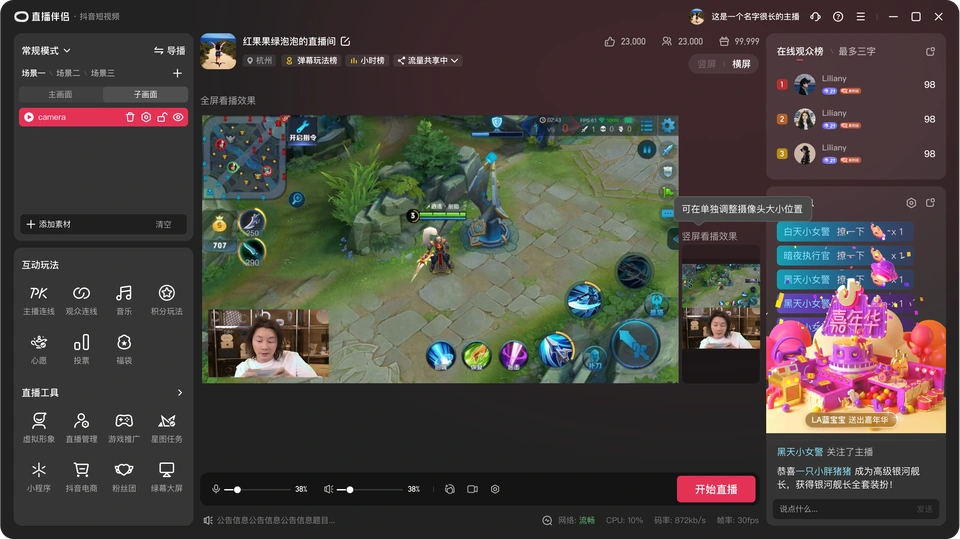 直播伴侣 · 抖音短视频
这是一个名字很长的主播
常规模式
导播
场景一 场景二 场景三
主画面 子画面
camera
添加素材 清空
互动玩法
PK
主播连线 观众连线 音乐 积分玩法
心愿 投票 福袋
直播工具
虚拟形象 直播管理 游戏推广 星图任务
小程序 抖音电商 粉丝团 绿幕大屏
红果果绿泡泡的直播间
杭州 弹幕玩法榜 小时榜 流量共享中
23,000 23,000 99,999
竖屏 横屏
全屏看播效果
开启指令
02:43
707
250
290
3
补刀
可在单独调整摄像头大小位置
竖屏看播效果
38% 38%
开始直播
公告信息公告信息公告信息题目...
网络: 流畅 CPU: 10% 码率: 872kb/s 帧率: 30fps
在线观众榜 最多三字
1 Liliany 98
2 Liliany 98
3 Liliany 98
白天小女警 撩一下 x 1
暗夜执行官 撩一下 x 1
黑天小女警 撩一下
嘉年华
LA蓝宝宝 送出嘉年华
黑天小女警 关注了主播
恭喜一只小胖猪猪 成为高级银河舰
长，获得银河舰长全套装扮！
说点什么... 发送